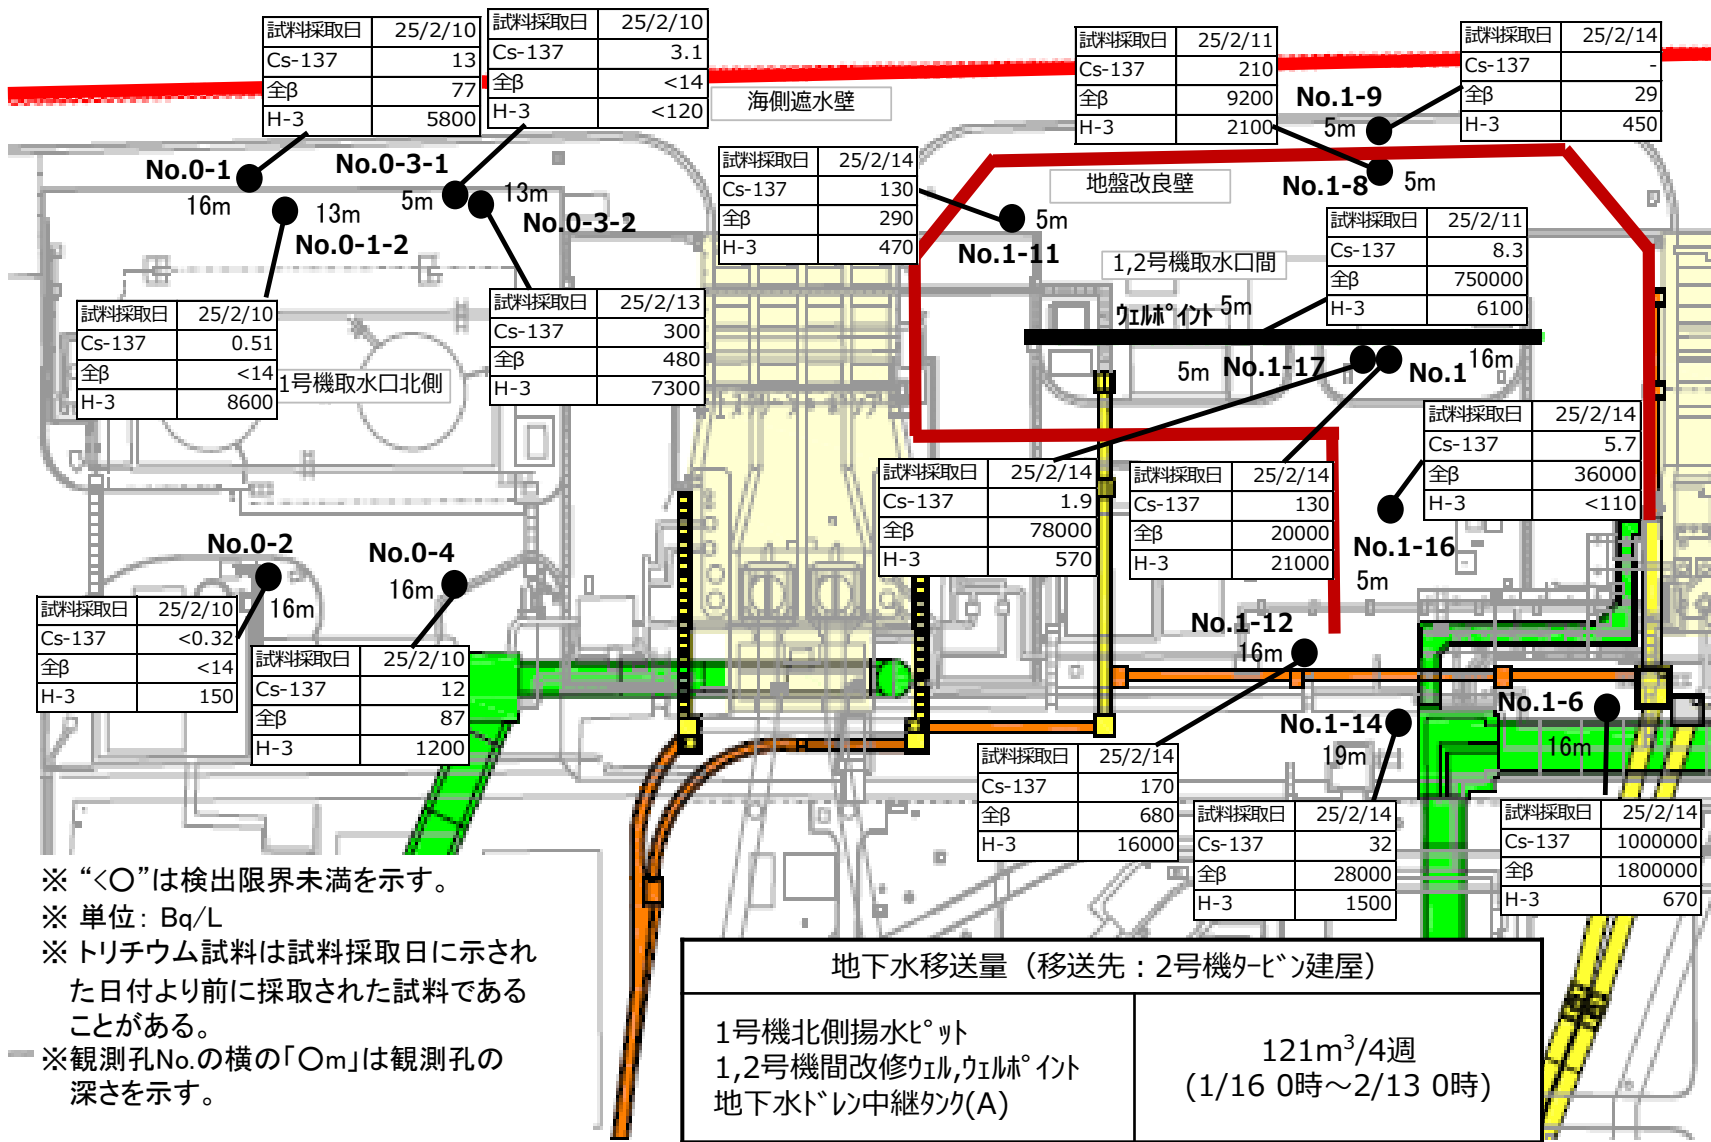 試料採取日 25/2/10
Cs-137 13
全β 77
H-3 5800
試料採取日 25/2/10
Cs-137 3.1
全β <14
H-3 <120
海側遮水壁
試料採取日 25/2/11
Cs-137 210
全β 9200
H-3 2100
試料採取日 25/2/14
Cs-137 -
全β 29
H-3 450
No.1-9
5m
No.0-1
16m
No.0-3-1
5m
13m
No.0-3-2
13m
No.0-1-2
試料採取日 25/2/14
Cs-137 130
全β 290
H-3 470
5m
No.1-11
地盤改良壁
No.1-8
5m
試料採取日 25/2/11
Cs-137 8.3
全β 750000
H-3 6100
1,2号機取水口間
ウェルポイント 5m
試料採取日 25/2/10
Cs-137 0.51
全β <14
H-3 8600
1号機取水口北側
試料採取日 25/2/13
Cs-137 300
全β 480
H-3 7300
5m
No.1-17
No.1
16m
試料採取日 25/2/14
Cs-137 5.7
全β 36000
H-3 <110
試料採取日 25/2/14
Cs-137 1.9
全β 78000
H-3 570
試料採取日 25/2/14
Cs-137 130
全β 20000
H-3 21000
No.1-16
5m
No.0-2
16m
No.0-4
16m
試料採取日 25/2/10
Cs-137 <0.32
全β <14
H-3 150
試料採取日 25/2/10
Cs-137 12
全β 87
H-3 1200
No.1-12
16m
No.1-14
19m
No.1-6
16m
試料採取日 25/2/14
Cs-137 170
全β 680
H-3 16000
試料採取日 25/2/14
Cs-137 32
全β 28000
H-3 1500
試料採取日 25/2/14
Cs-137 1000000
全β 1800000
H-3 670
※ “<○”は検出限界未満を示す。
※ 単位: Bq/L
※ トリチウム試料は試料採取日に示され
た日付より前に採取された試料である
ことがある。
※観測孔No.の横の「○m」は観測孔の
深さを示す。
地下水移送量（移送先：2号機タービン建屋）
1号機北側揚水ピット
1,2号機間改修ウェル,ウェルポイント
地下水ドレン中継タンク(A)
121m³/4週
(1/16 0時～2/13 0時)